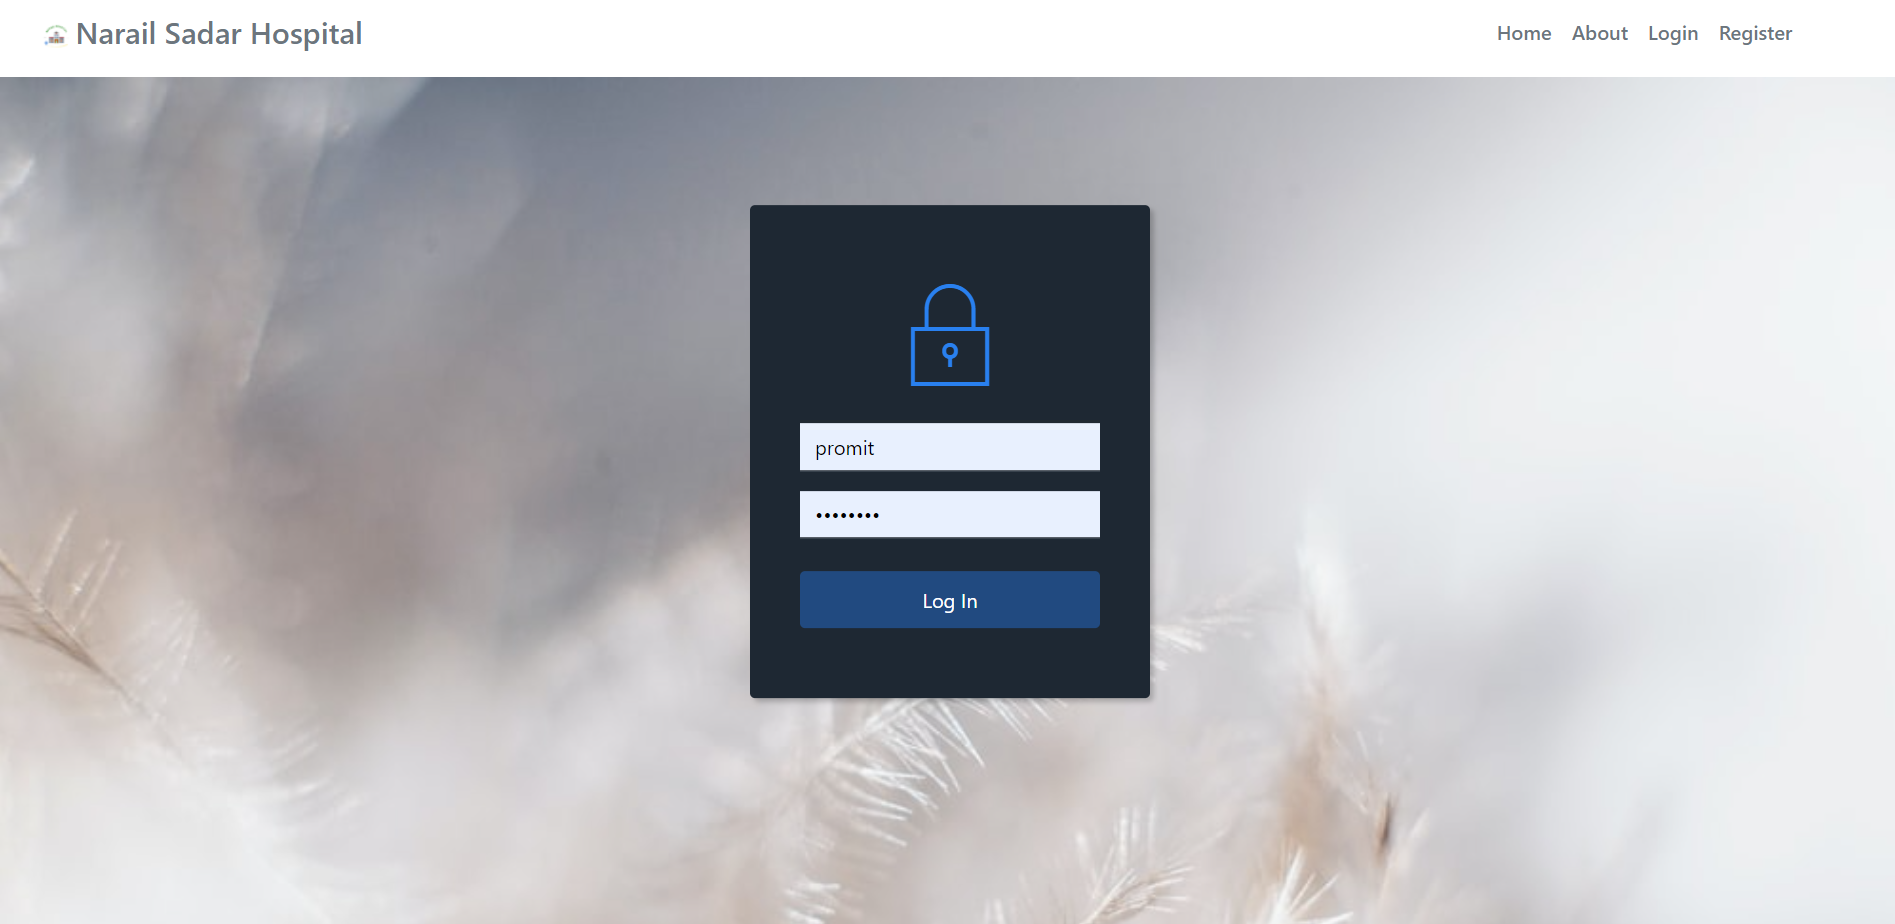 Narail Sadar Hospital
Home About Login Register
promit
••••••••
Log In